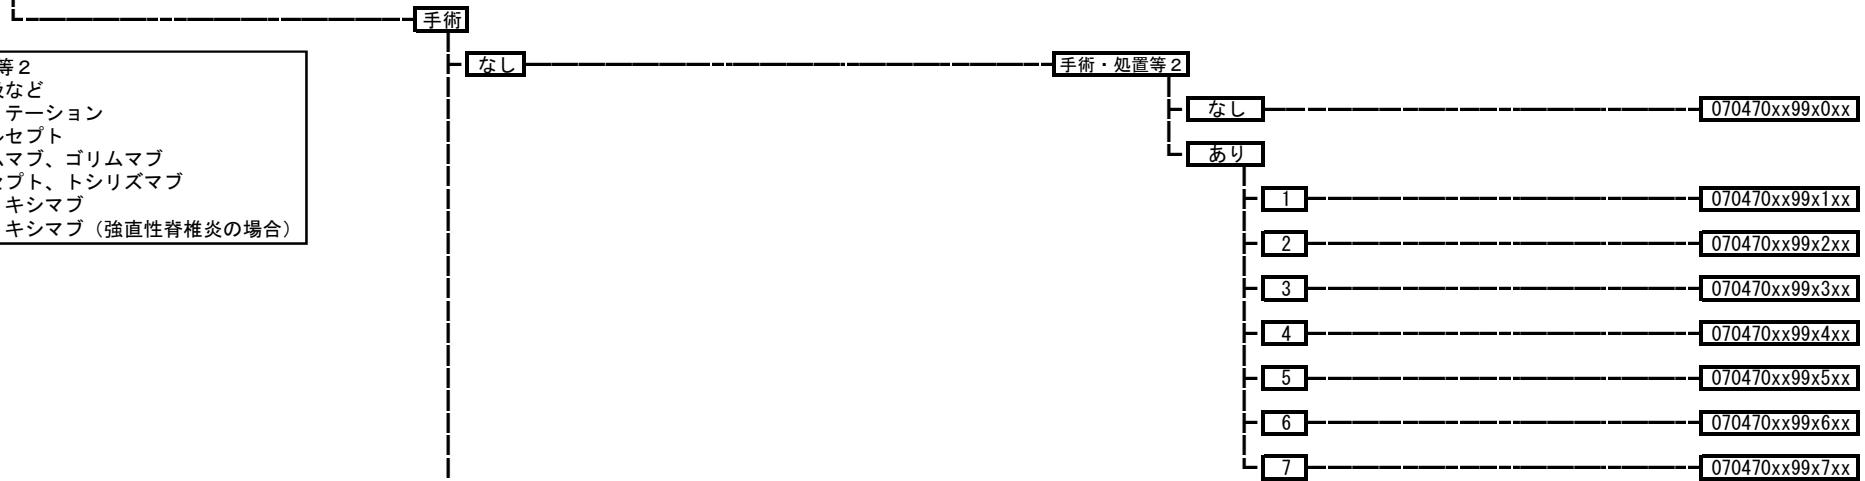 手術
なし
手術・処置等2
なし
070470xx99x0xx
あり
1
070470xx99x1xx
2
070470xx99x2xx
3
070470xx99x3xx
4
070470xx99x4xx
5
070470xx99x5xx
6
070470xx99x6xx
7
070470xx99x7xx
等2
など
テーション
セプト
マブ、ゴリムマブ
プト、トシリズマブ
キシマブ
キシマブ(強直性脊椎炎の場合)